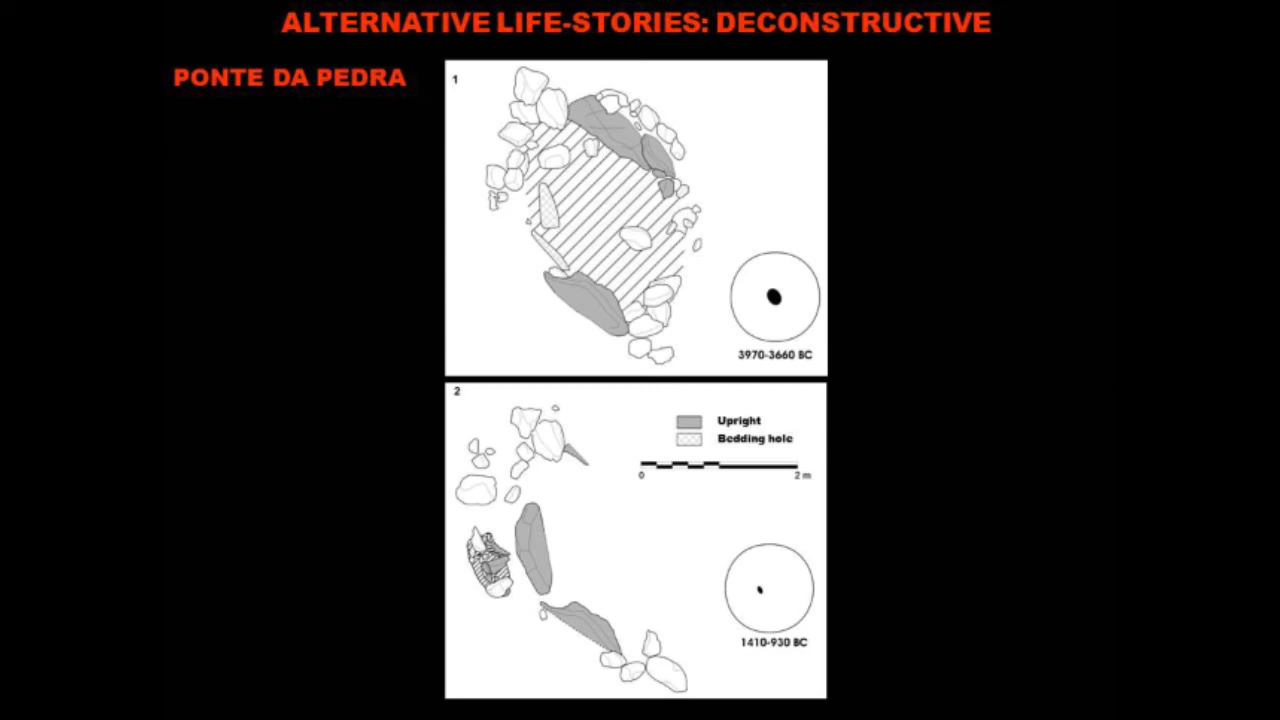 ALTERNATIVE LIFE-STORIES: DECONSTRUCTIVE
PONTE DA PEDRA
1
3970-3660 BC
2
Upright
Bedding hole
0 2 m
1410-930 BC